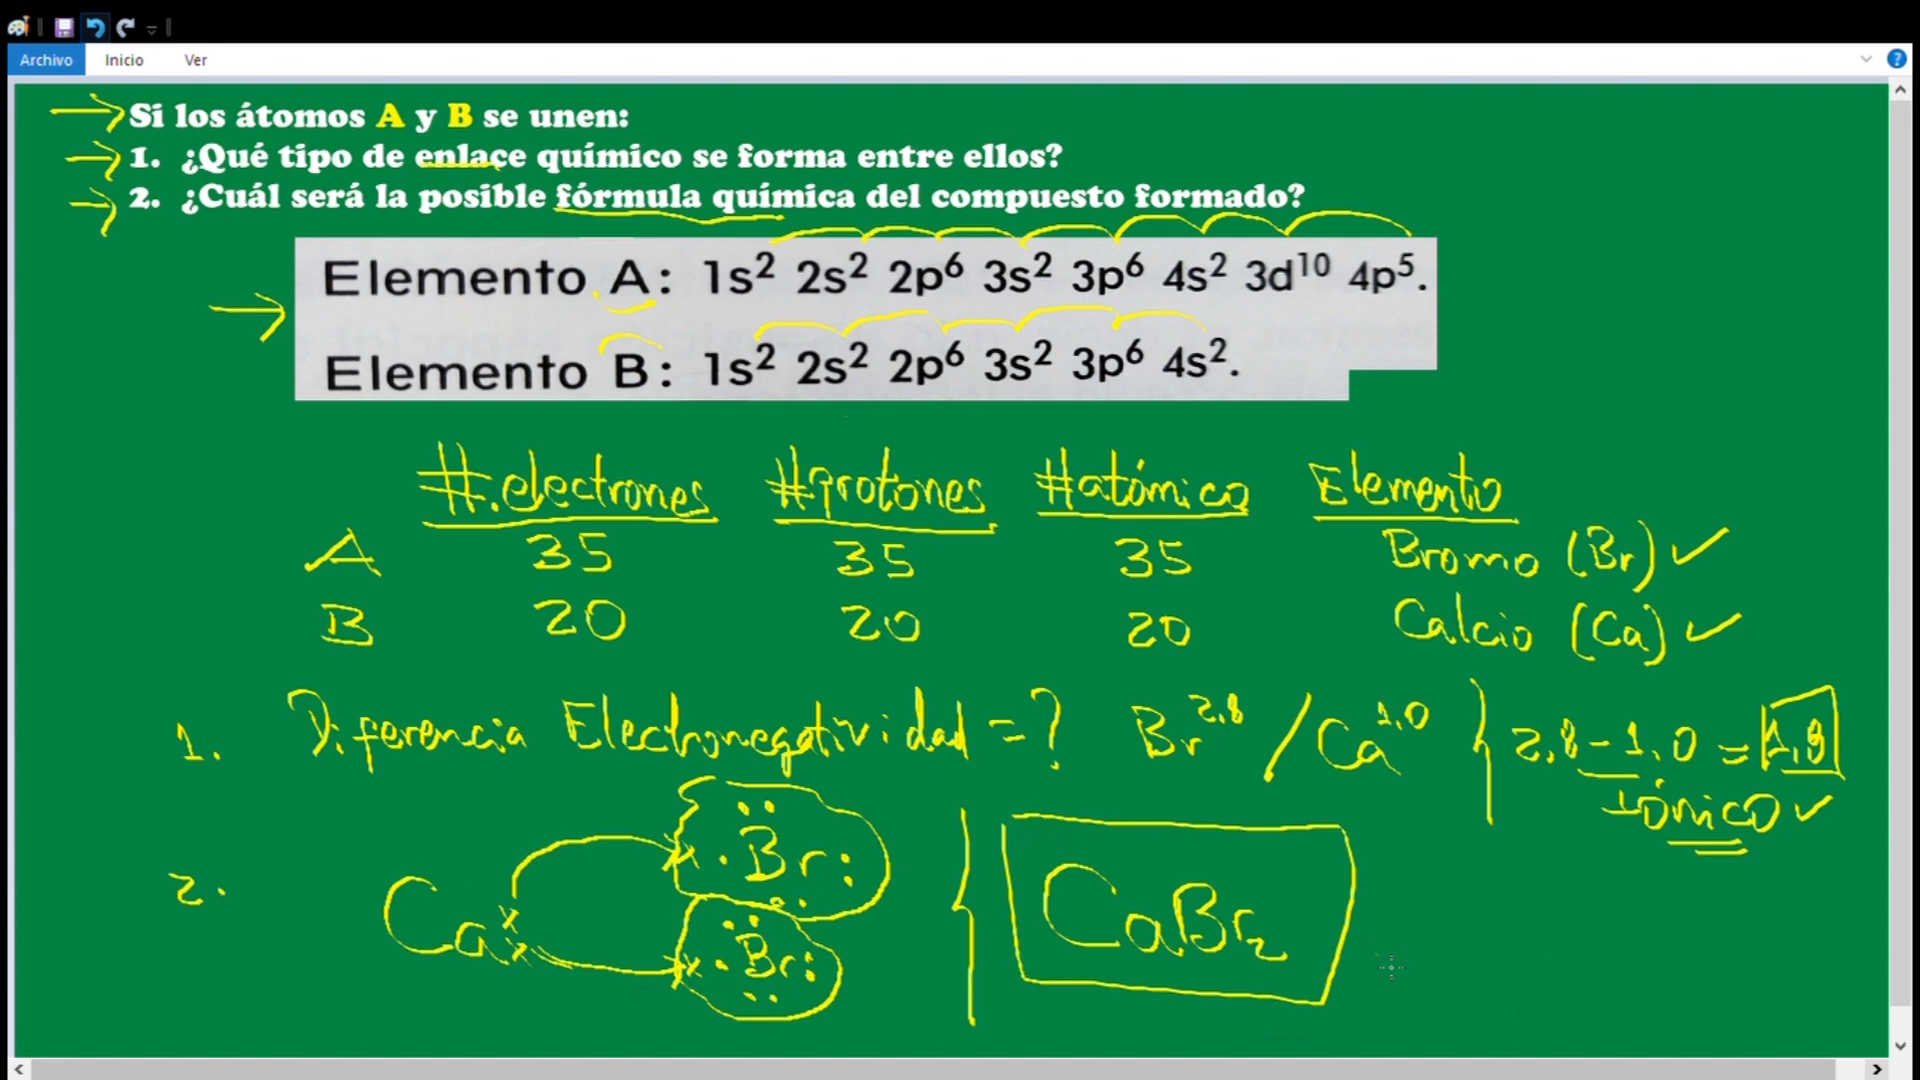 Archivo Inicio Ver
Si los átomos A y B se unen:
1. ¿Qué tipo de enlace químico se forma entre ellos?
2. ¿Cuál será la posible fórmula química del compuesto formado?
Elemento A: 1s² 2s² 2p⁶ 3s² 3p⁶ 4s² 3d¹⁰ 4p⁵.
Elemento B: 1s² 2s² 2p⁶ 3s² 3p⁶ 4s².
#.electrones #protones #atómico Elemento
A 35 35 35 Bromo (Br) ✓
B 20 20 20 Calcio (Ca) ✓
1. Diferencia Electronegatividad = ? Br²,⁸ / Ca¹,⁰ } 2,8 - 1,0 = 1,8
Iónico ✓
2. Ca Br Br { CaBr₂